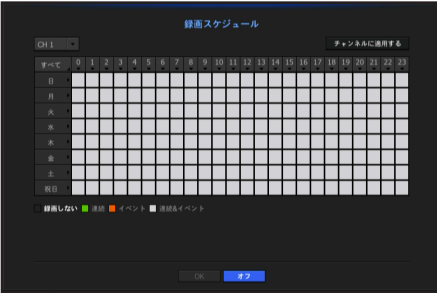 録画スケジュール
CH 1 チャンネルに適用する
すべて 0 1 2 3 4 5 6 7 8 9 10 11 12 13 14 15 16 17 18 19 20 21 22 23
日
月
火
水
木
金
土
祝日
録画しない 連続 イベント 連続&イベント
OK オフ